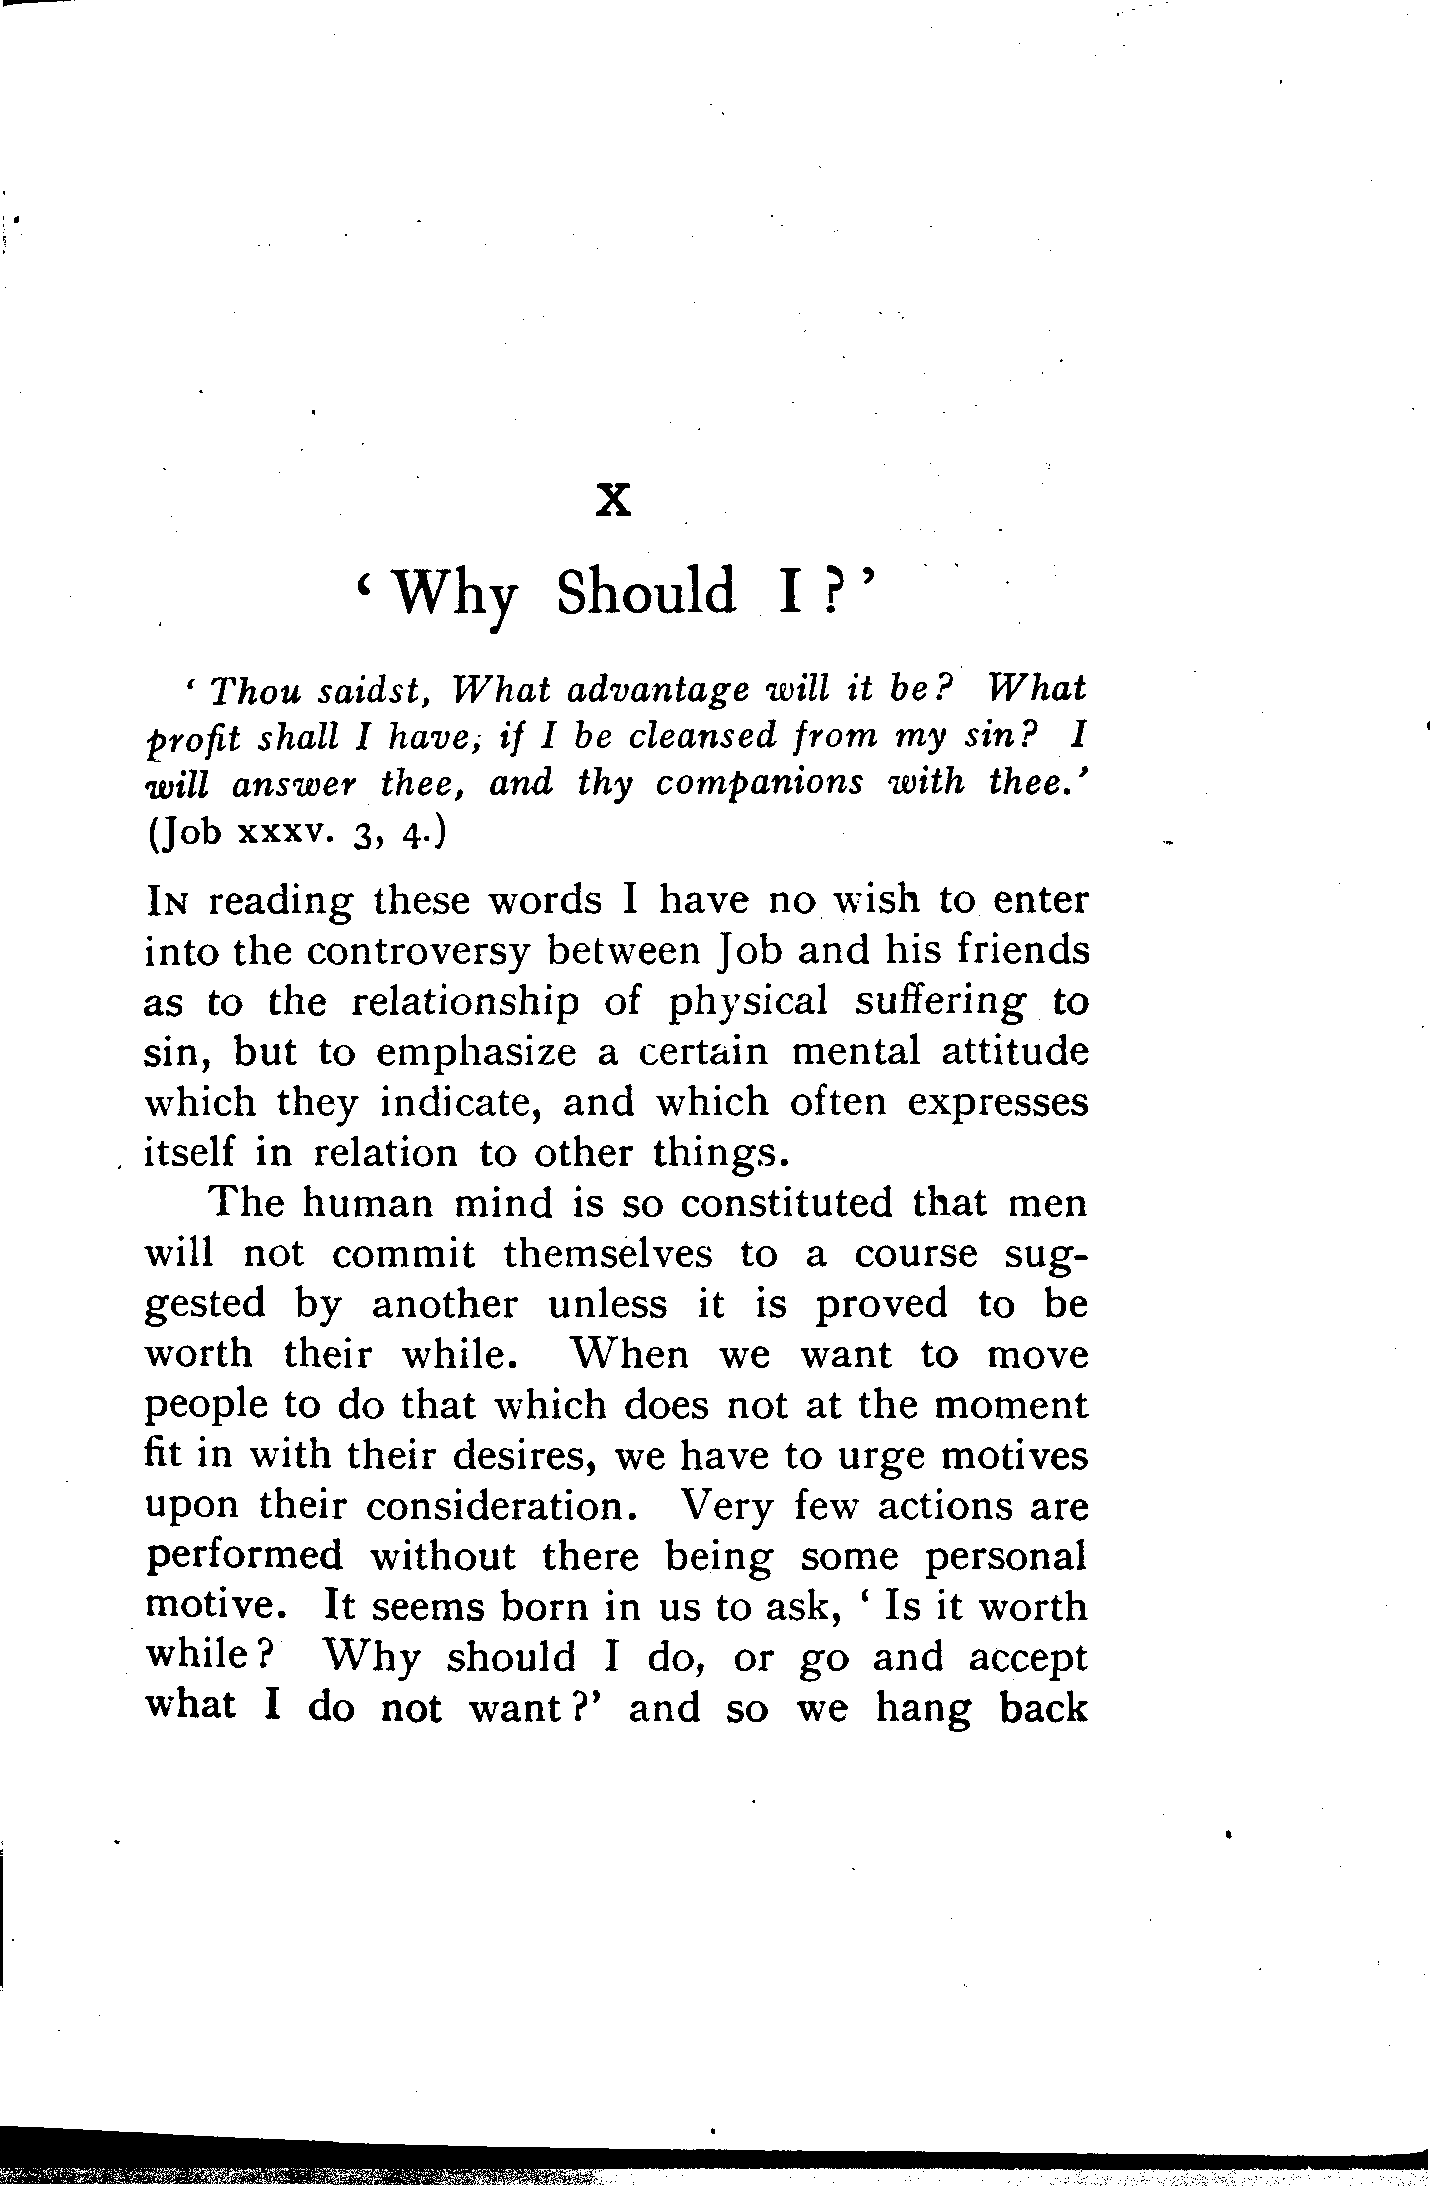 X
‘ Why Should I ? ’
‘ Thou saidst, What advantage will it be? What
profit shall I have, if I be cleansed from my sin? I
will answer thee, and thy companions with thee.’
(Job xxxv. 3, 4.)
IN reading these words I have no wish to enter
into the controversy between Job and his friends
as to the relationship of physical suffering to
sin, but to emphasize a certain mental attitude
which they indicate, and which often expresses
itself in relation to other things.
The human mind is so constituted that men
will not commit themselves to a course sug-
gested by another unless it is proved to be
worth their while. When we want to move
people to do that which does not at the moment
fit in with their desires, we have to urge motives
upon their consideration. Very few actions are
performed without there being some personal
motive. It seems born in us to ask, ‘ Is it worth
while? Why should I do, or go and accept
what I do not want?’ and so we hang back